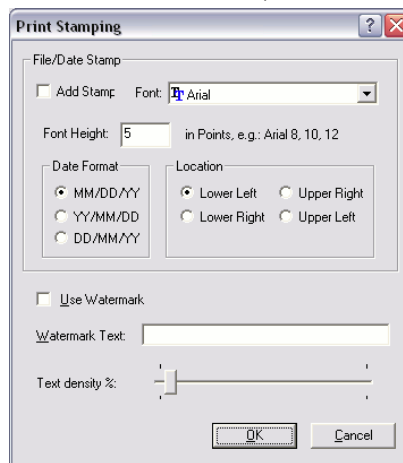 Print Stamping
File/Date Stamp
Add Stamp Font: Arial
Font Height: 5 in Points, e.g.: Arial 8, 10, 12
Date Format Location
MM/DD/YY Lower Left Upper Right
YY/MM/DD Lower Right Upper Left
DD/MM/YY
Use Watermark
Watermark Text:
Text density %:
OK Cancel